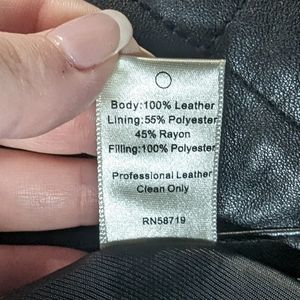 Body:100% Leather
Lining:55% Polyester
45% Rayon
Filling:100% Polyester
Professional Leather
Clean Only
RN58719